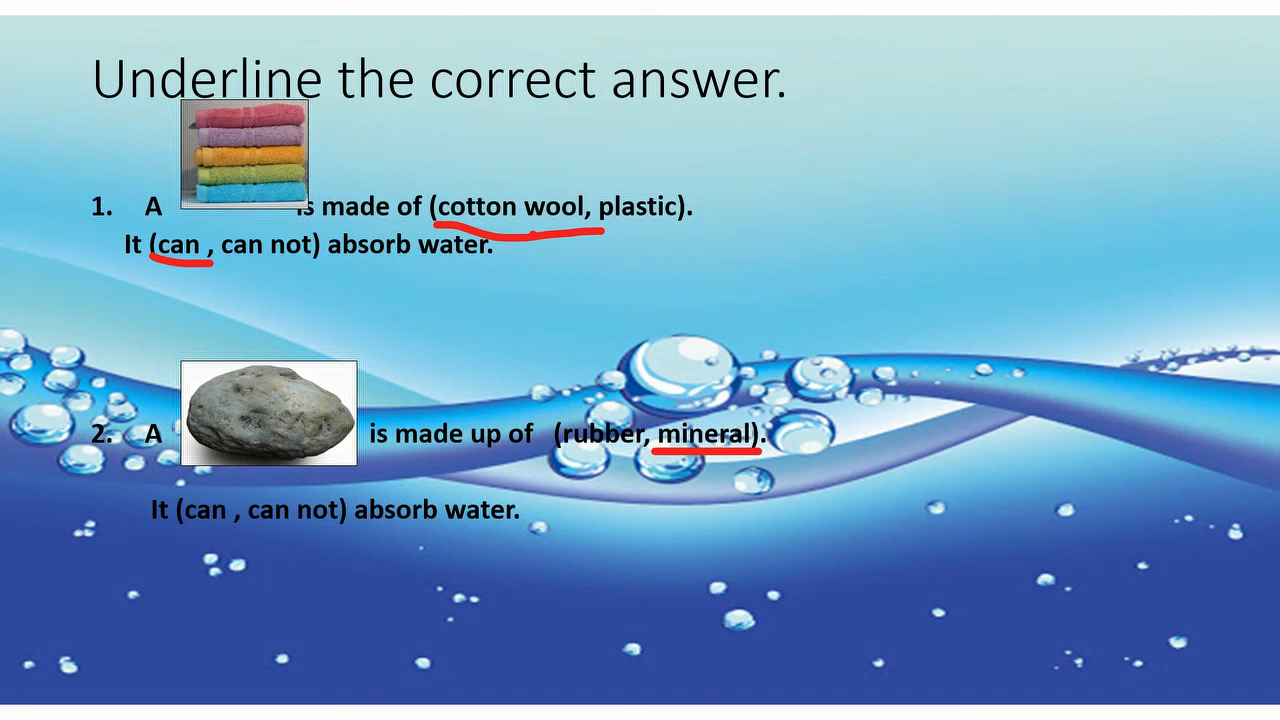 Underline the correct answer.
1. A is made of (cotton wool, plastic).
It (can , can not) absorb water.
2. A is made up of (rubber, mineral).
It (can , can not) absorb water.